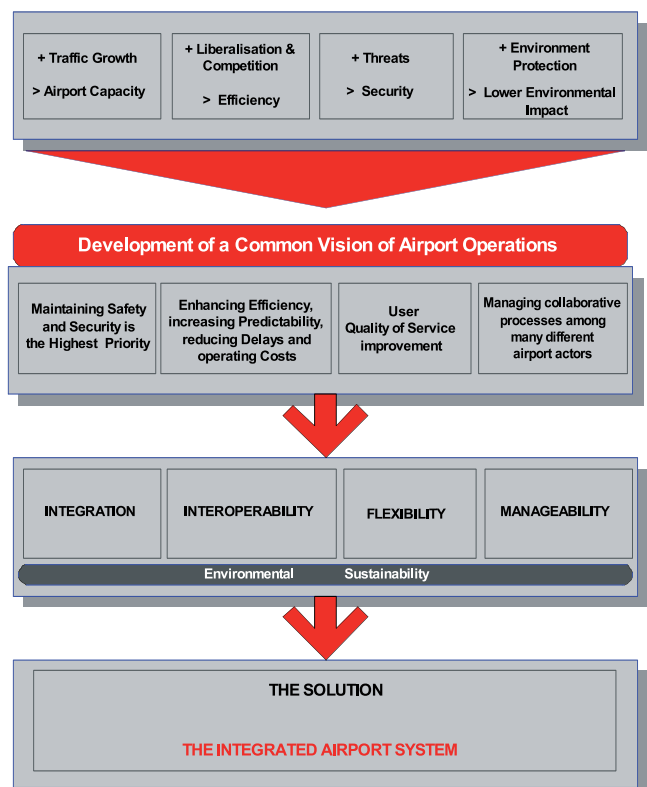 + Traffic Growth
> Airport Capacity
+ Liberalisation &
Competition
> Efficiency
+ Threats
> Security
+ Environment
Protection
> Lower Environmental
Impact
Development of a Common Vision of Airport Operations
Maintaining Safety
and Security is
the Highest Priority
Enhancing Efficiency,
increasing Predictability,
reducing Delays and
operating Costs
User
Quality of Service
improvement
Managing collaborative
processes among
many different
airport actors
INTEGRATION
INTEROPERABILITY
FLEXIBILITY
MANAGEABILITY
Environmental Sustainability
THE SOLUTION
THE INTEGRATED AIRPORT SYSTEM